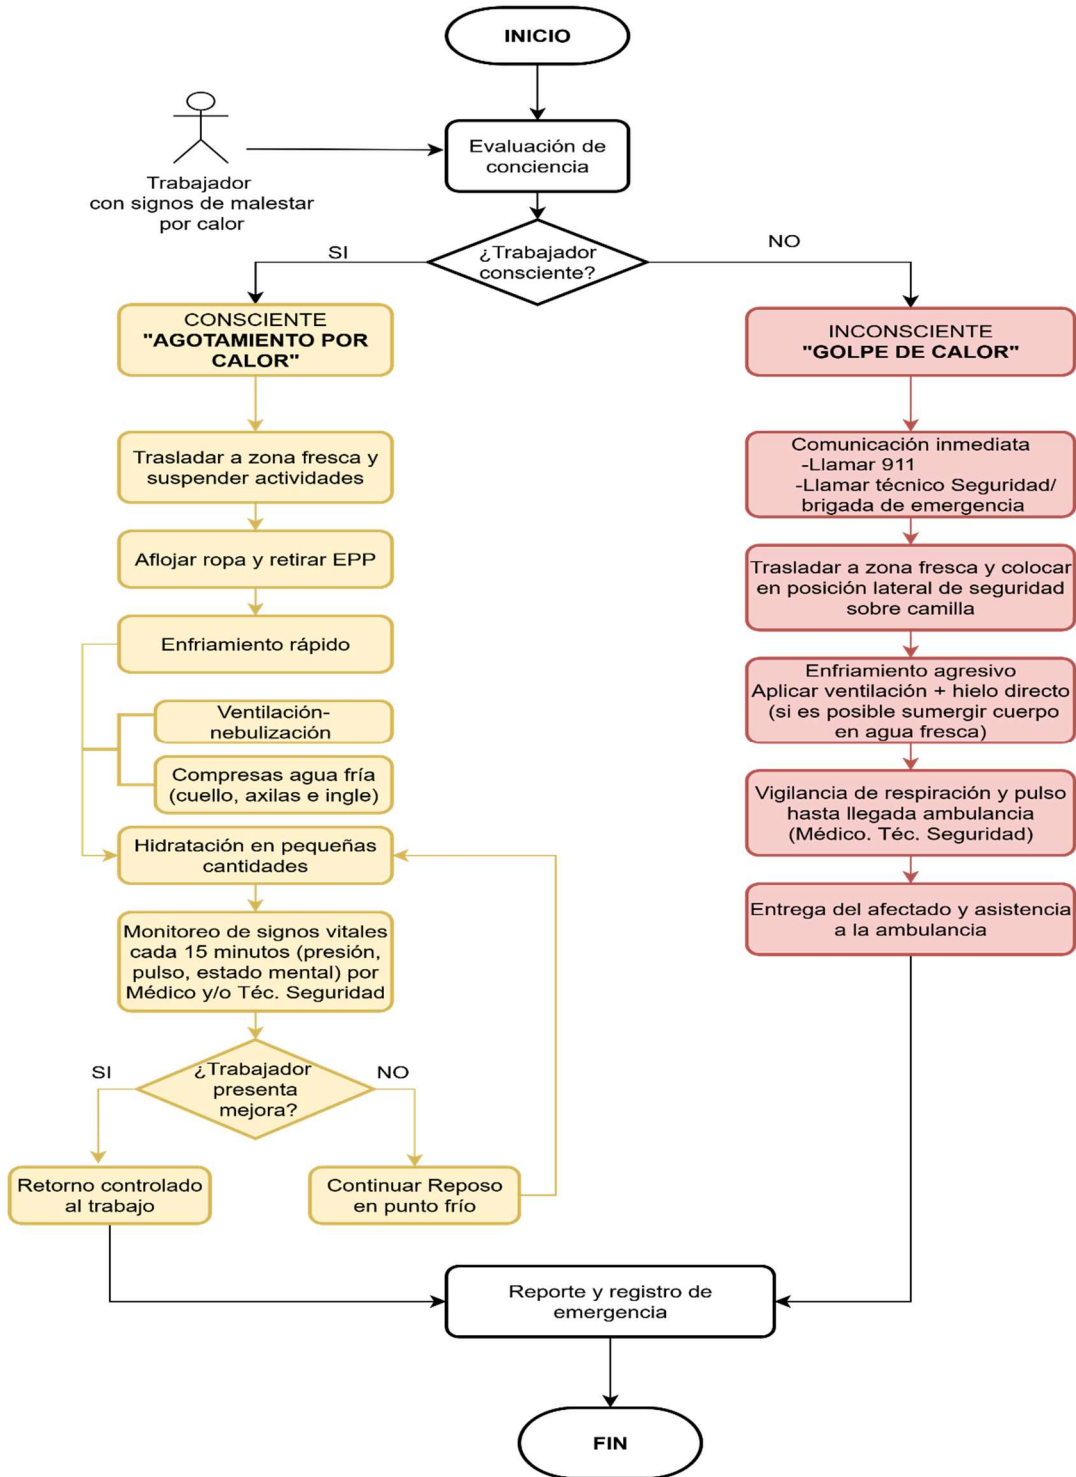 INICIO
Evaluación de
conciencia
Trabajador
con signos de malestar
por calor
¿Trabajador
consciente?
SI
NO
CONSCIENTE
"AGOTAMIENTO POR
CALOR"
Trasladar a zona fresca y
suspender actividades
Aflojar ropa y retirar EPP
Enfriamiento rápido
Ventilación-
nebulización
Compresas agua fría
(cuello, axilas e ingle)
Hidratación en pequeñas
cantidades
Monitoreo de signos vitales
cada 15 minutos (presión,
pulso, estado mental) por
Médico y/o Téc. Seguridad
¿Trabajador
presenta
mejora?
SI
NO
Retorno controlado
al trabajo
Continuar Reposo
en punto frío
INCONSCIENTE
"GOLPE DE CALOR"
Comunicación inmediata
-Llamar 911
-Llamar técnico Seguridad/
brigada de emergencia
Trasladar a zona fresca y colocar
en posición lateral de seguridad
sobre camilla
Enfriamiento agresivo
Aplicar ventilación + hielo directo
(si es posible sumergir cuerpo
en agua fresca)
Vigilancia de respiración y pulso
hasta llegada ambulancia
(Médico. Téc. Seguridad)
Entrega del afectado y asistencia
a la ambulancia
Reporte y registro de
emergencia
FIN